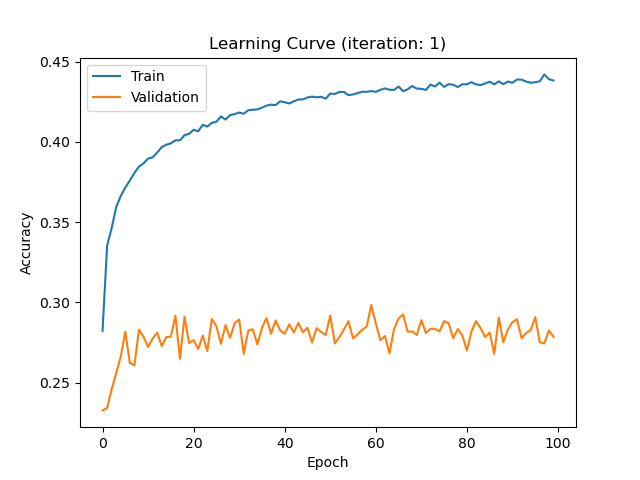 Learning Curve (iteration: 1)
Train
Validation
0.45
0.40
0.35
0.30
0.25
Accuracy
0 20 40 60 80 100
Epoch